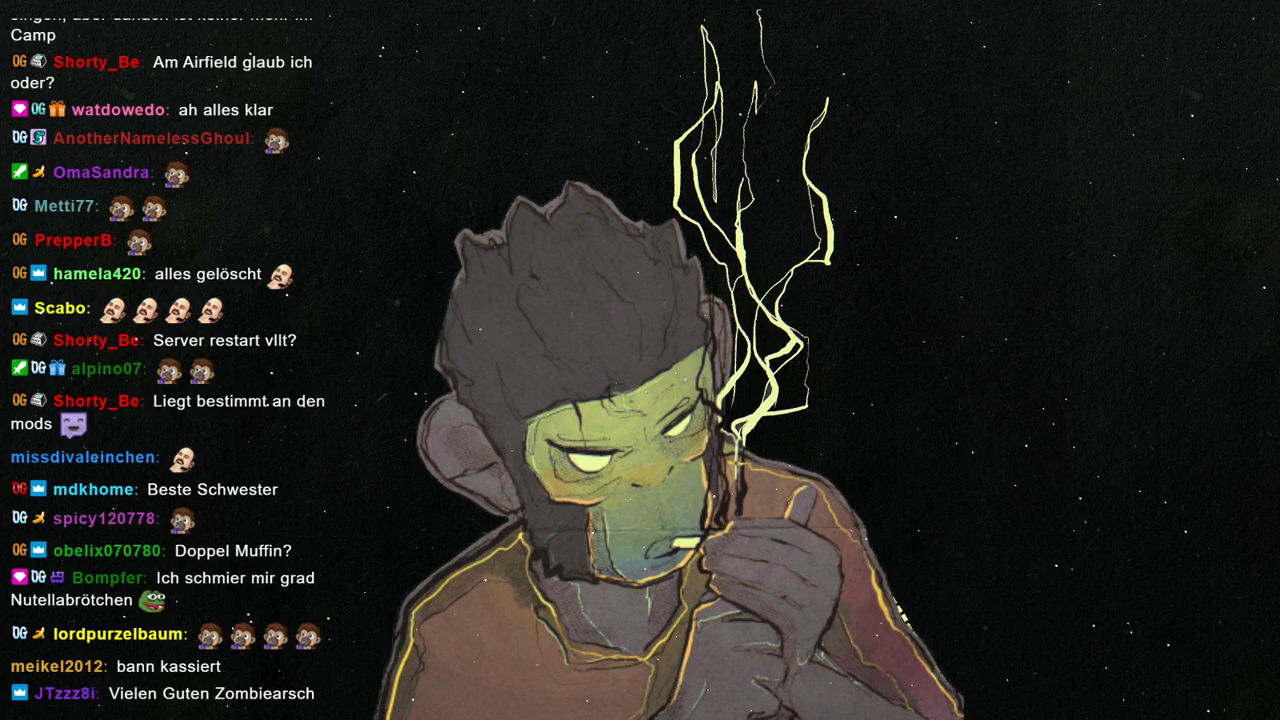 Camp
Shorty_Be: Am Airfield glaub ich
oder?
watdowedo: ah alles klar
AnotherNamelessGhoul:
OmaSandra:
Metti77:
PrepperB:
hamela420: alles gelöscht
Scabo:
Shorty_Be: Server restart vllt?
alpino07:
Shorty_Be: Liegt bestimmt an den
mods
missdivaleinchen:
mdkhome: Beste Schwester
spicy120778:
obelix070780: Doppel Muffin?
Bompfer: Ich schmier mir grad
Nutellabrötchen
lordpurzelbaum:
meikel2012: bann kassiert
JTzzz8i: Vielen Guten Zombiearsch